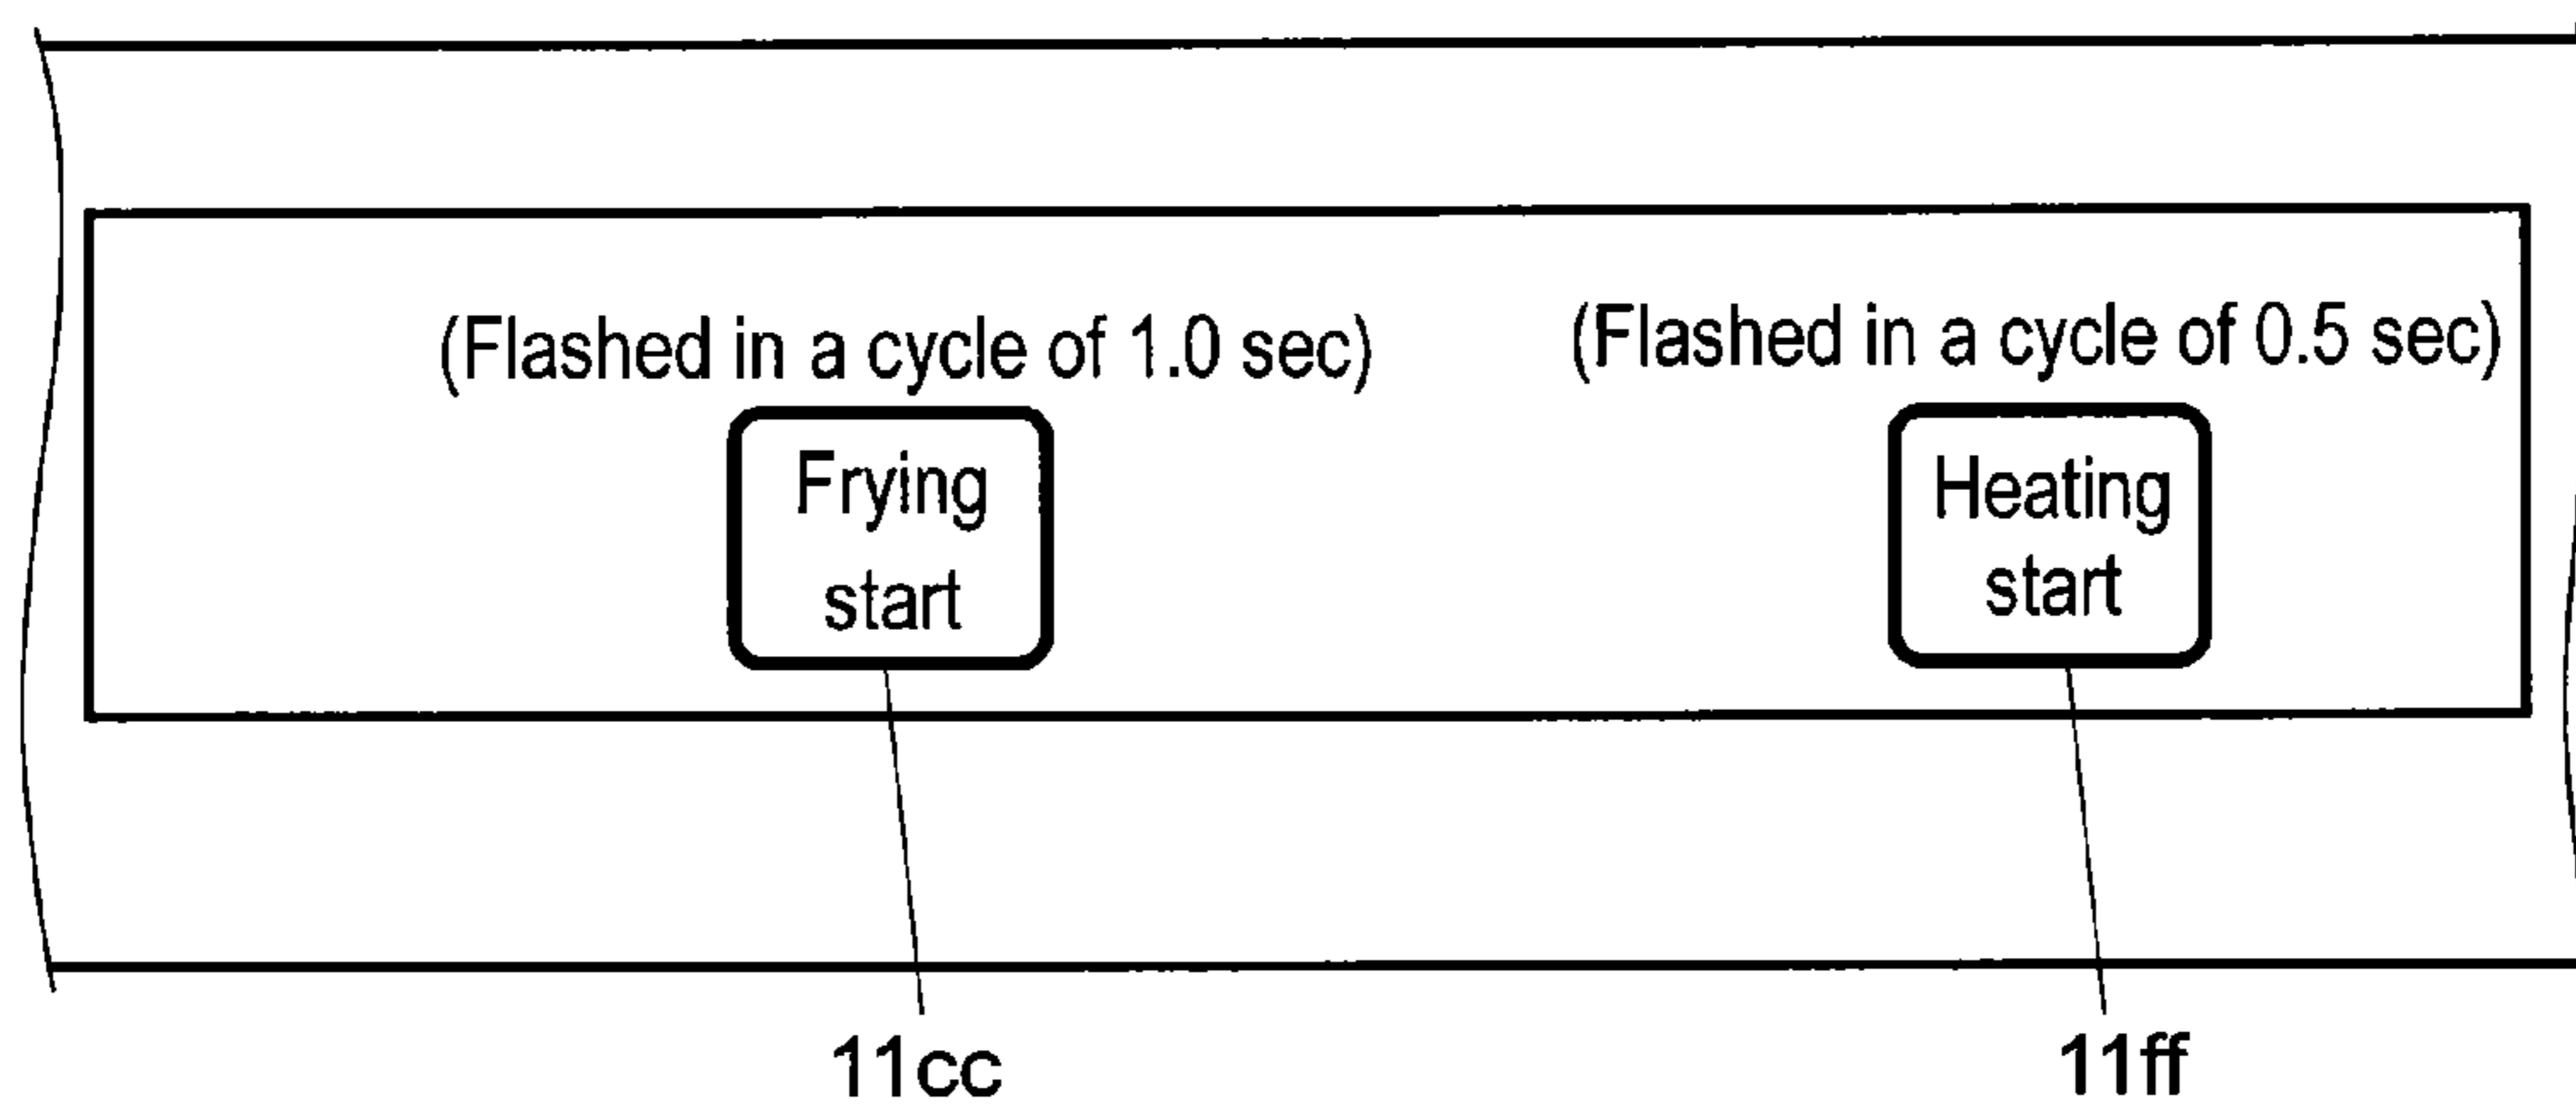 (Flashed in a cycle of 1.0 sec)
(Flashed in a cycle of 0.5 sec)
Frying
start
Heating
start
11cc
11ff